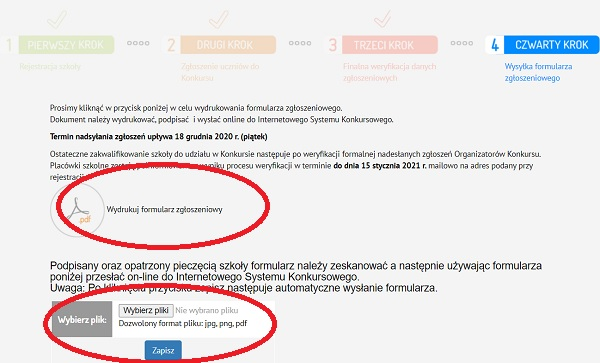 1 PIERWSZY KROK
2 DRUGI KROK
3 TRZECI KROK
4 CZWARTY KROK
Rejestracja szkoły
Zgłoszenie uczniów do
Konkursu
Finalna weryfikacja danych
zgłoszeniowych
Wysyłka formularza
zgłoszeniowego
Prosimy kliknąć w przycisk poniżej w celu wydrukowania formularza zgłoszeniowego.
Dokument należy wydrukować, podpisać i wysłać online do Internetowego Systemu Konkursowego.
Termin nadsyłania zgłoszeń upływa 18 grudnia 2020 r. (piątek)
Ostateczne zakwalifikowanie szkoły do udziału w Konkursie następuje po weryfikacji formalnej nadesłanych zgłoszeń Organizatorów Konkursu.
Placówki szkolne procesu weryfikacji w terminie do dnia 15 stycznia 2021 r. mailowo na adres podany przy
rejestracji
.pdf
Wydrukuj formularz zgłoszeniowy
Podpisany oraz opatrzony pieczęcią szkoły formularz należy zeskanować a następnie używając formularza
poniżej przesłać on-line do Internetowego Systemu Konkursowego.
Uwaga: Po kliknięciu przycisku zapisz następuje automatyczne wysłanie formularza.
Wybierz plik:
Wybierz pliki Nie wybrano pliku
Dozwolony format pliku: jpg, png, pdf
Zapisz